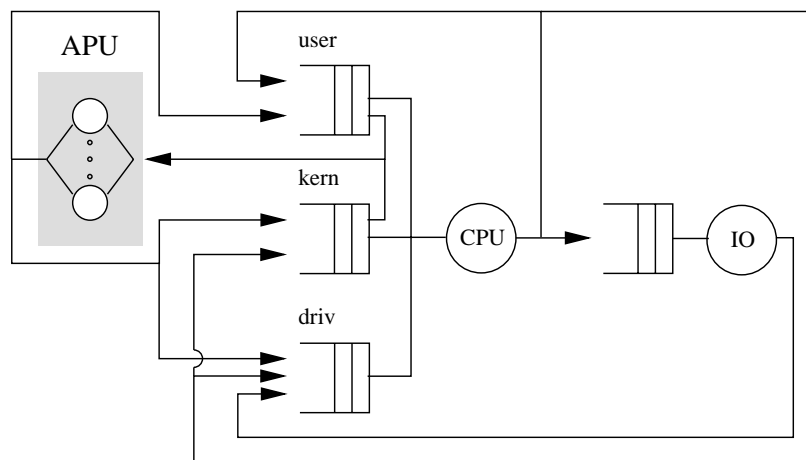 user
APU
kern
CPU
IO
driv